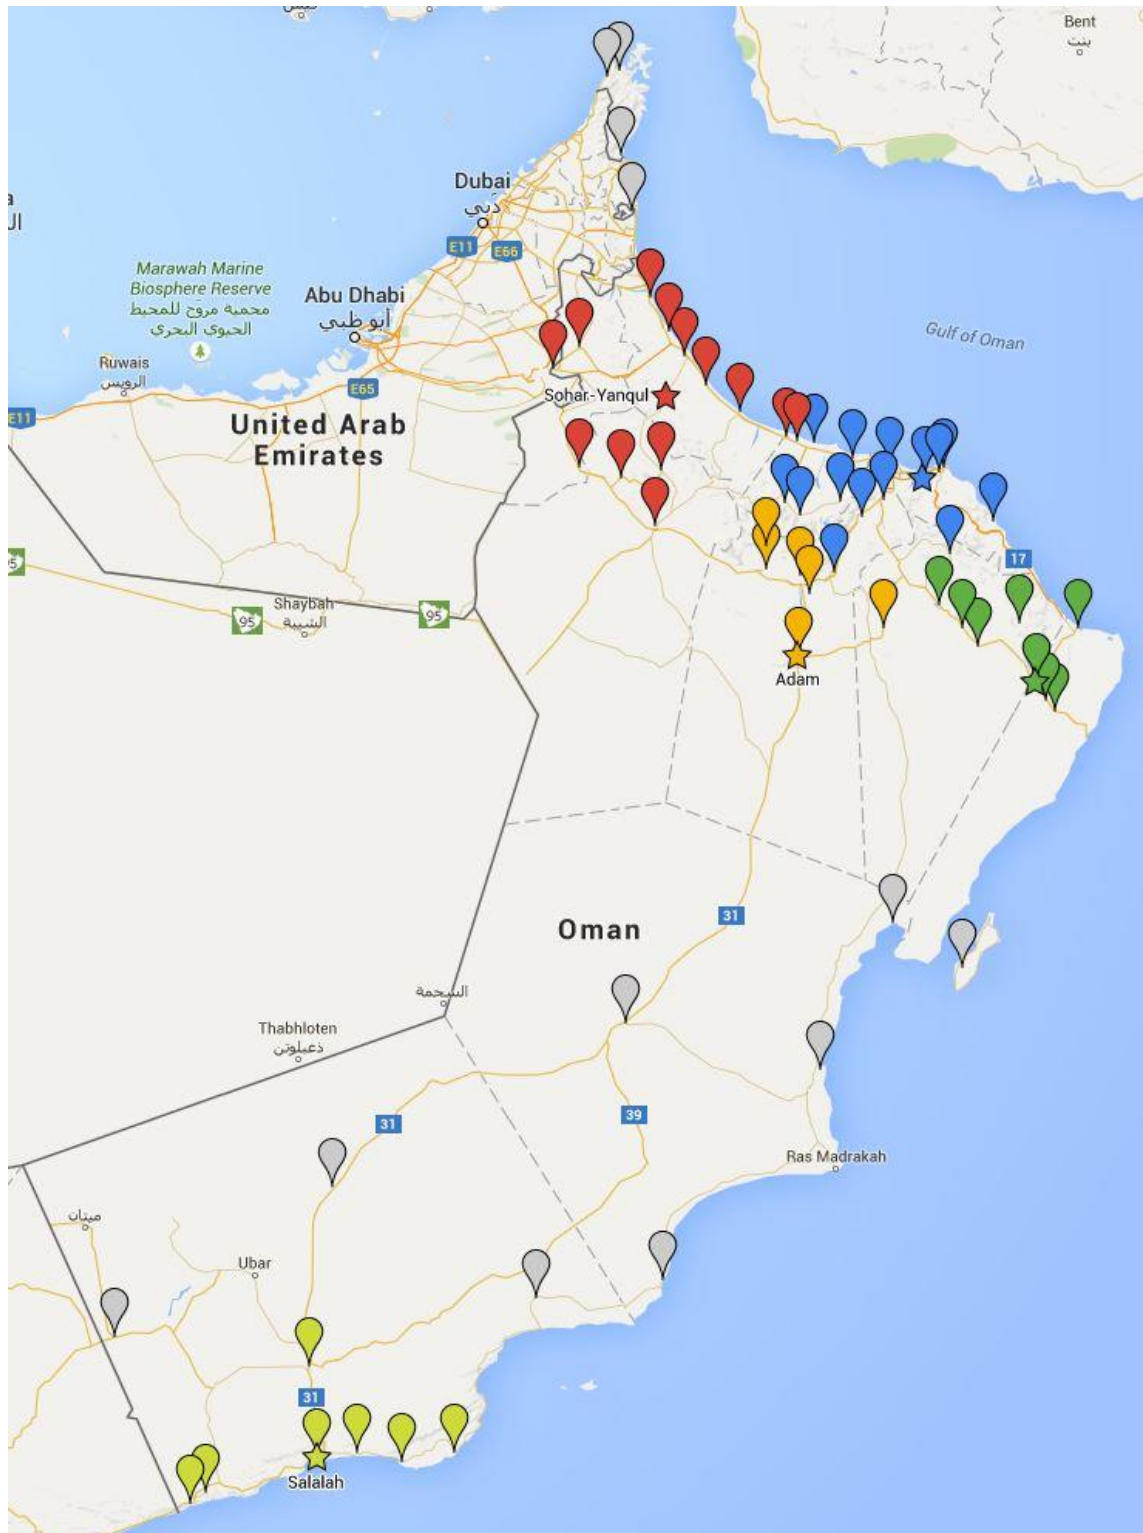 Bent
بنت
Dubai
دُبي
E11
E66
Marawah Marine
Biosphere Reserve
محمية مروح للمحيط
الحيوي البحري
Abu Dhabi
أبو ظبي
Gulf of Oman
Ruwais
الرويس
E65
Sohar-Yanqul
E11
United Arab
Emirates
17
Shaybah
الشيبة
95
95
Adam
31
Oman
السحمة
Thabhloten
ذعبلوتن
31
39
Ras Madrakah
ميتان
Ubar
31
Salalah